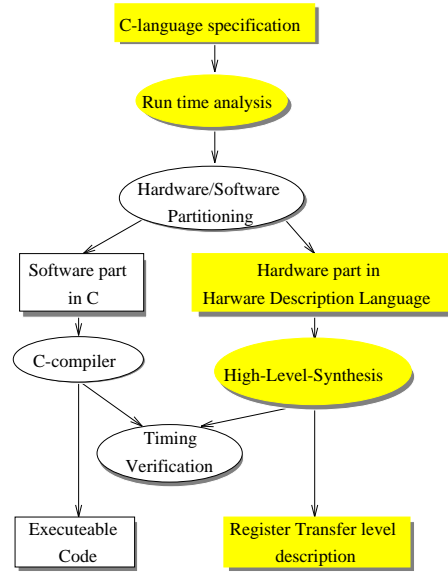 C-language specification
Run time analysis
Hardware/Software
Partitioning
Software part
in C
Hardware part in
Harware Description Language
C-compiler
High-Level-Synthesis
Timing
Verification
Executeable
Code
Register Transfer level
description